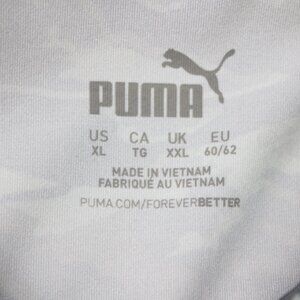 PUMA
US CA UK EU
XL TG XXL 60/62
MADE IN VIETNAM
FABRIQUÉ AU VIETNAM
PUMA.COM/FOREVERBETTER